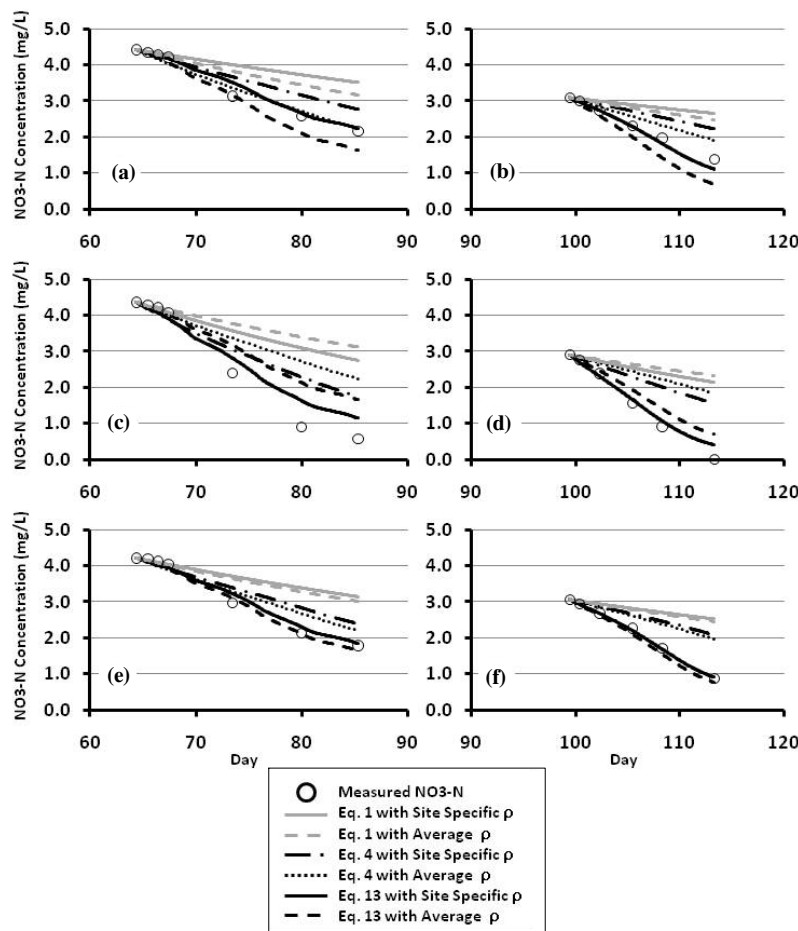 NO3-N Concentration (mg/L)
5.0
4.0
3.0
2.0
1.0
0.0
(a)
60 70 80 90
5.0
4.0
3.0
2.0
1.0
0.0
(b)
90 100 110 120
NO3-N Concentration (mg/L)
5.0
4.0
3.0
2.0
1.0
0.0
(c)
60 70 80 90
5.0
4.0
3.0
2.0
1.0
0.0
(d)
90 100 110 120
NO3-N Concentration (mg/L)
5.0
4.0
3.0
2.0
1.0
0.0
(e)
60 70 80 90
Day
5.0
4.0
3.0
2.0
1.0
0.0
(f)
90 100 110 120
Day
Measured NO3-N
Eq. 1 with Site Specific ρ
Eq. 1 with Average ρ
Eq. 4 with Site Specific ρ
Eq. 4 with Average ρ
Eq. 13 with Site Specific ρ
Eq. 13 with Average ρ